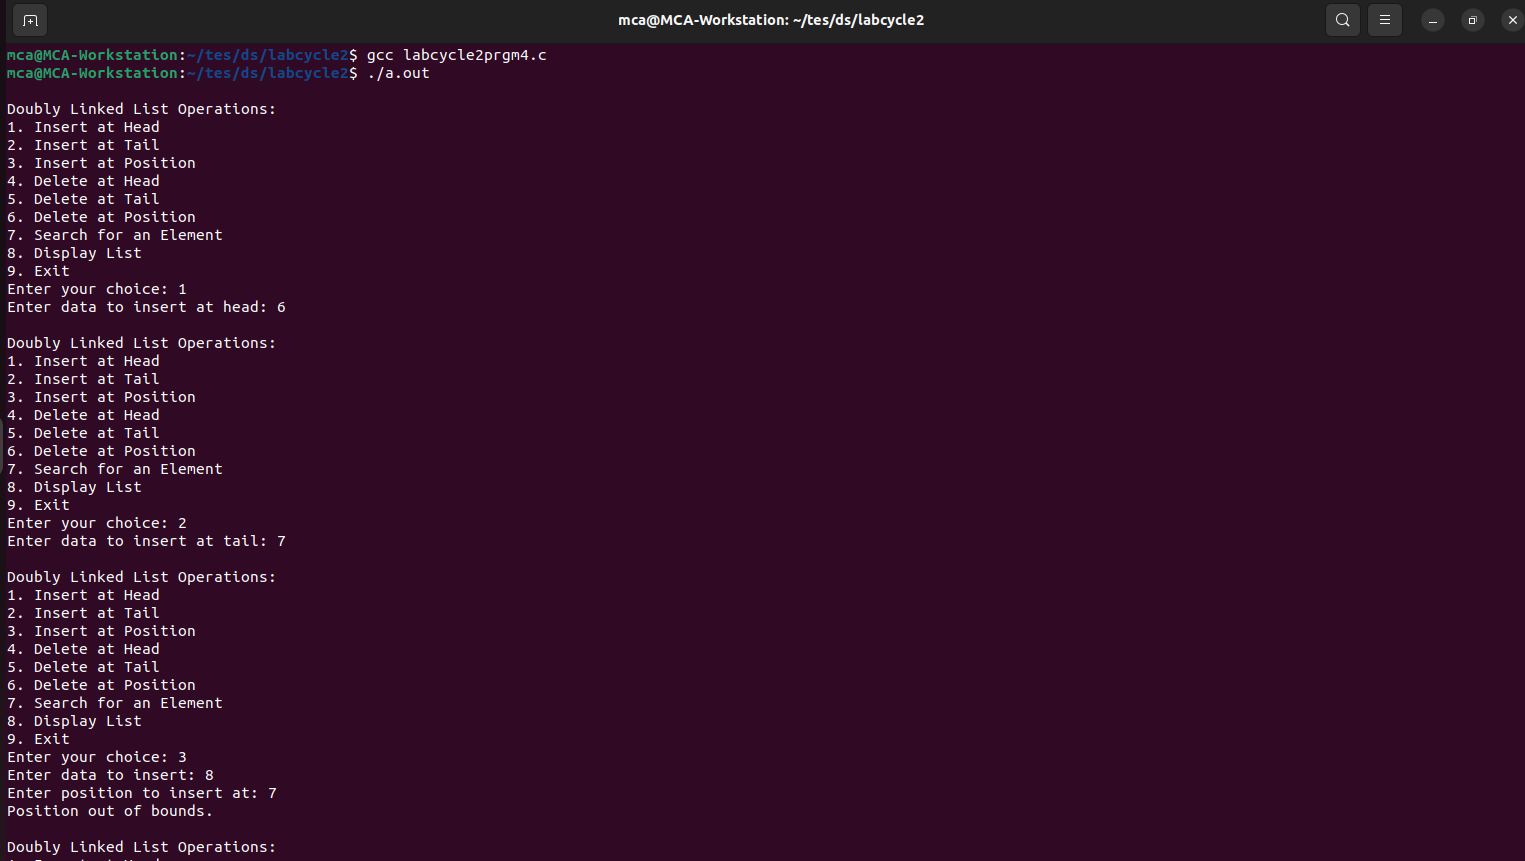 mca@MCA-Workstation: ~/tes/ds/labcycle2
mca@MCA-Workstation:~/tes/ds/labcycle2$ gcc labcycle2prgm4.c
mca@MCA-Workstation:~/tes/ds/labcycle2$ ./a.out
Doubly Linked List Operations:
1. Insert at Head
2. Insert at Tail
3. Insert at Position
4. Delete at Head
5. Delete at Tail
6. Delete at Position
7. Search for an Element
8. Display List
9. Exit
Enter your choice: 1
Enter data to insert at head: 6
Doubly Linked List Operations:
1. Insert at Head
2. Insert at Tail
3. Insert at Position
4. Delete at Head
5. Delete at Tail
6. Delete at Position
7. Search for an Element
8. Display List
9. Exit
Enter your choice: 2
Enter data to insert at tail: 7
Doubly Linked List Operations:
1. Insert at Head
2. Insert at Tail
3. Insert at Position
4. Delete at Head
5. Delete at Tail
6. Delete at Position
7. Search for an Element
8. Display List
9. Exit
Enter your choice: 3
Enter data to insert: 8
Enter position to insert at: 7
Position out of bounds.
Doubly Linked List Operations: